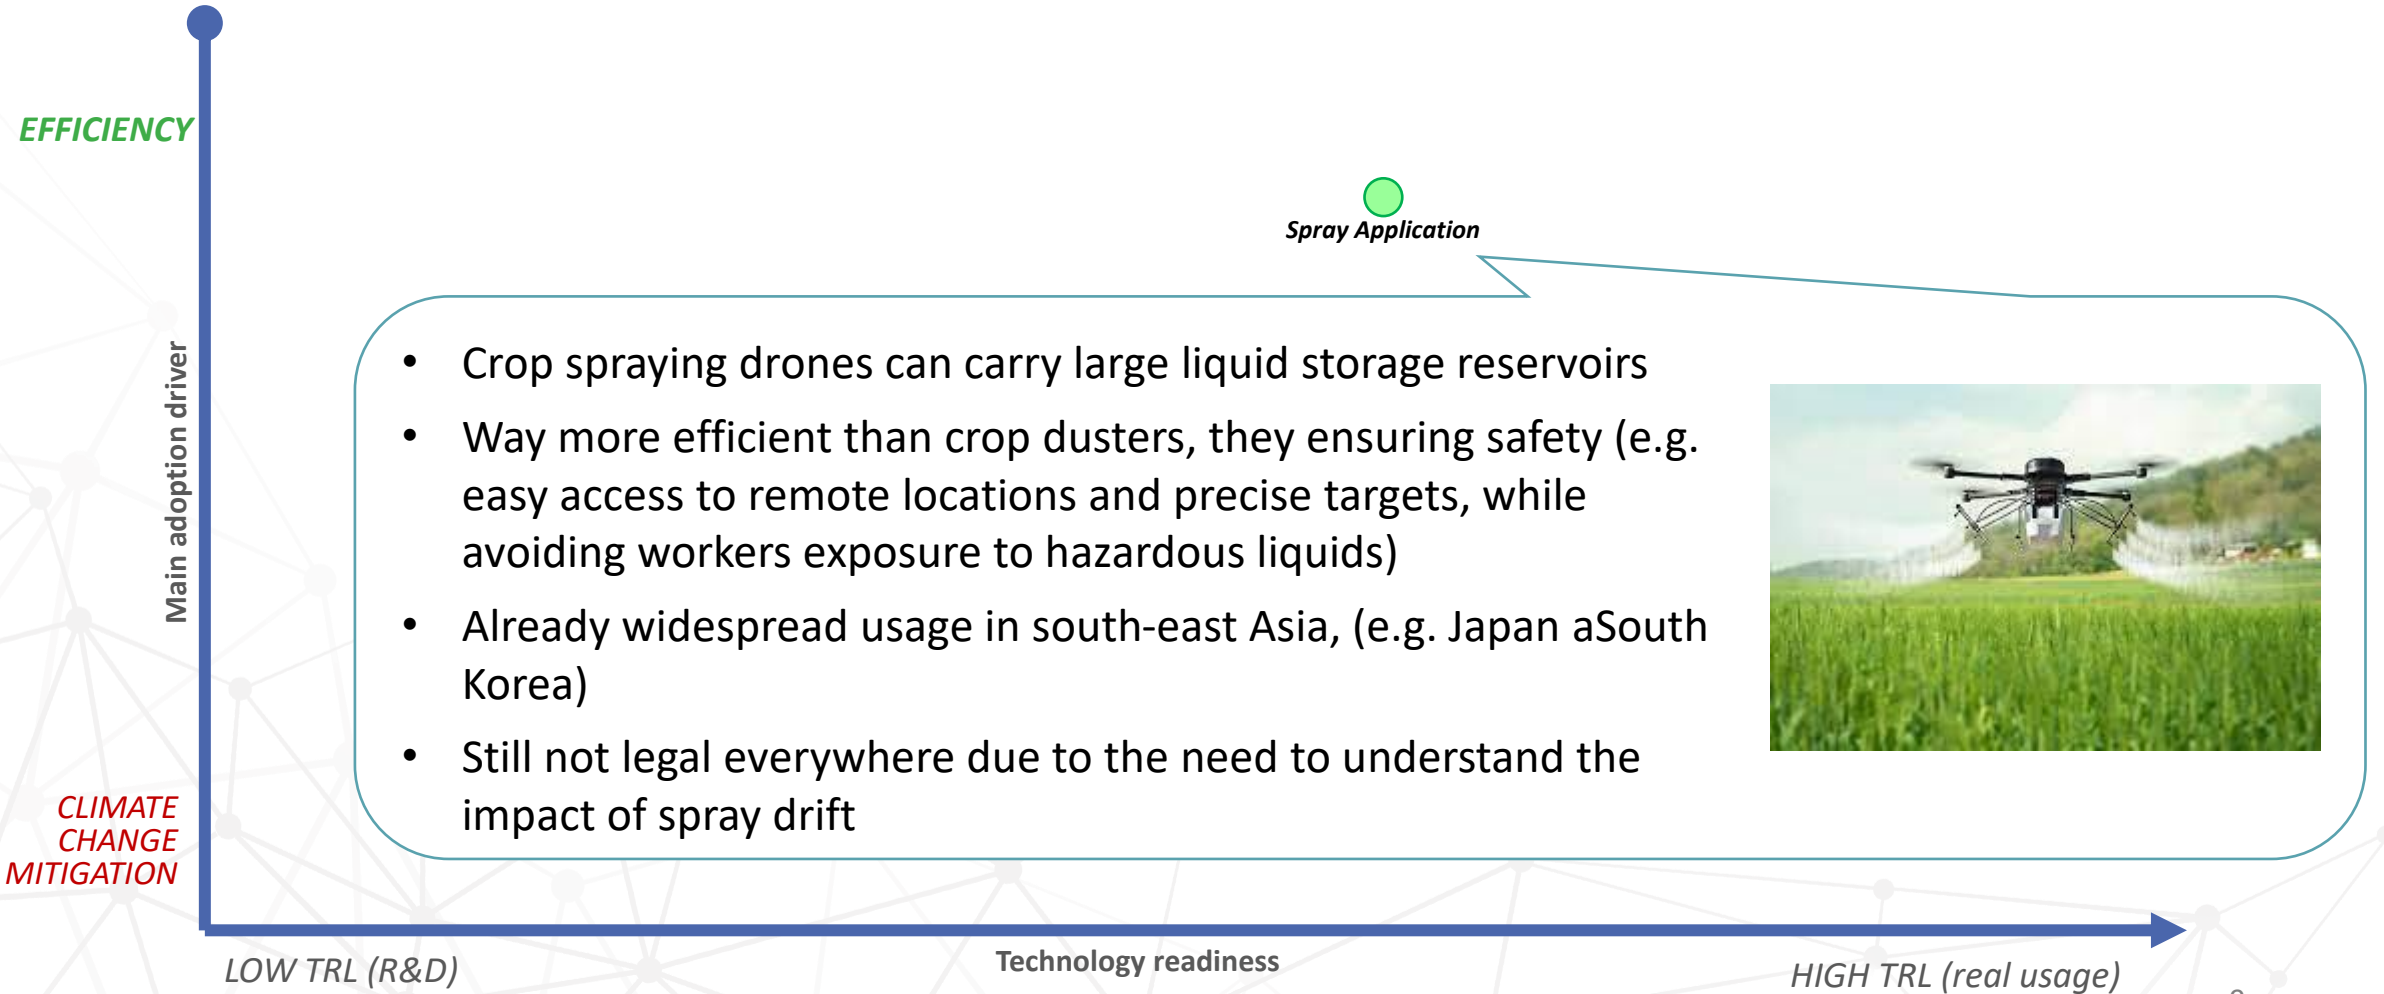 EFFICIENCY
Spray Application
Main adoption driver
• Crop spraying drones can carry large liquid storage reservoirs
• Way more efficient than crop dusters, they ensuring safety (e.g.
easy access to remote locations and precise targets, while
avoiding workers exposure to hazardous liquids)
• Already widespread usage in south-east Asia, (e.g. Japan aSouth
Korea)
• Still not legal everywhere due to the need to understand the
impact of spray drift
CLIMATE
CHANGE
MITIGATION
LOW TRL (R&D)
Technology readiness
HIGH TRL (real usage)